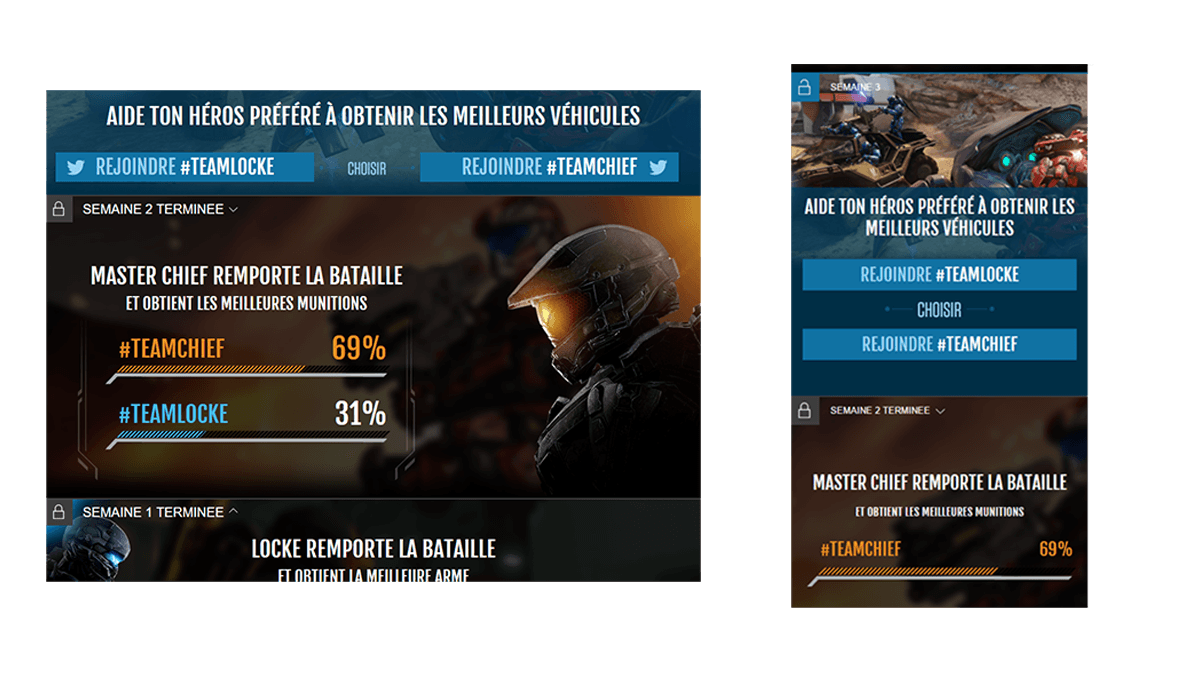 AIDE TON HÉROS PRÉFÉRÉ À OBTENIR LES MEILLEURS VÉHICULES
REJOINDRE #TEAMLOCKE
CHOISIR
REJOINDRE #TEAMCHIEF
SEMAINE 2 TERMINEE
MASTER CHIEF REMPORTE LA BATAILLE
ET OBTIENT LES MEILLEURES MUNITIONS
#TEAMCHIEF 69%
#TEAMLOCKE 31%
SEMAINE 1 TERMINEE
LOCKE REMPORTE LA BATAILLE
ET OBTIENT LA MEILLEURE ARME
SEMAINE 3
AIDE TON HÉROS PRÉFÉRÉ À OBTENIR LES
MEILLEURS VÉHICULES
REJOINDRE #TEAMLOCKE
CHOISIR
REJOINDRE #TEAMCHIEF
SEMAINE 2 TERMINEE
MASTER CHIEF REMPORTE LA BATAILLE
ET OBTIENT LES MEILLEURES MUNITIONS
#TEAMCHIEF 69%